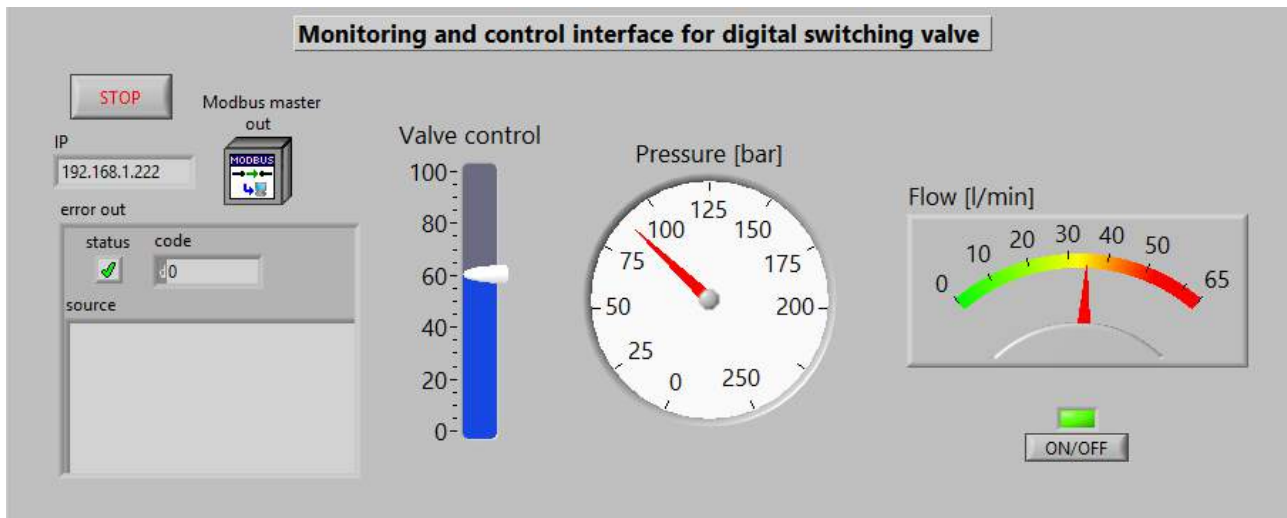 Monitoring and control interface for digital switching valve
STOP
Modbus master
out
IP
192.168.1.222
MODBUS
error out
status
code
d
0
source
Valve control
100
80
60
40
20
0
Pressure [bar]
0
25
50
75
100
125
150
175
200
250
Flow [l/min]
0
10
20
30
40
50
65
ON/OFF